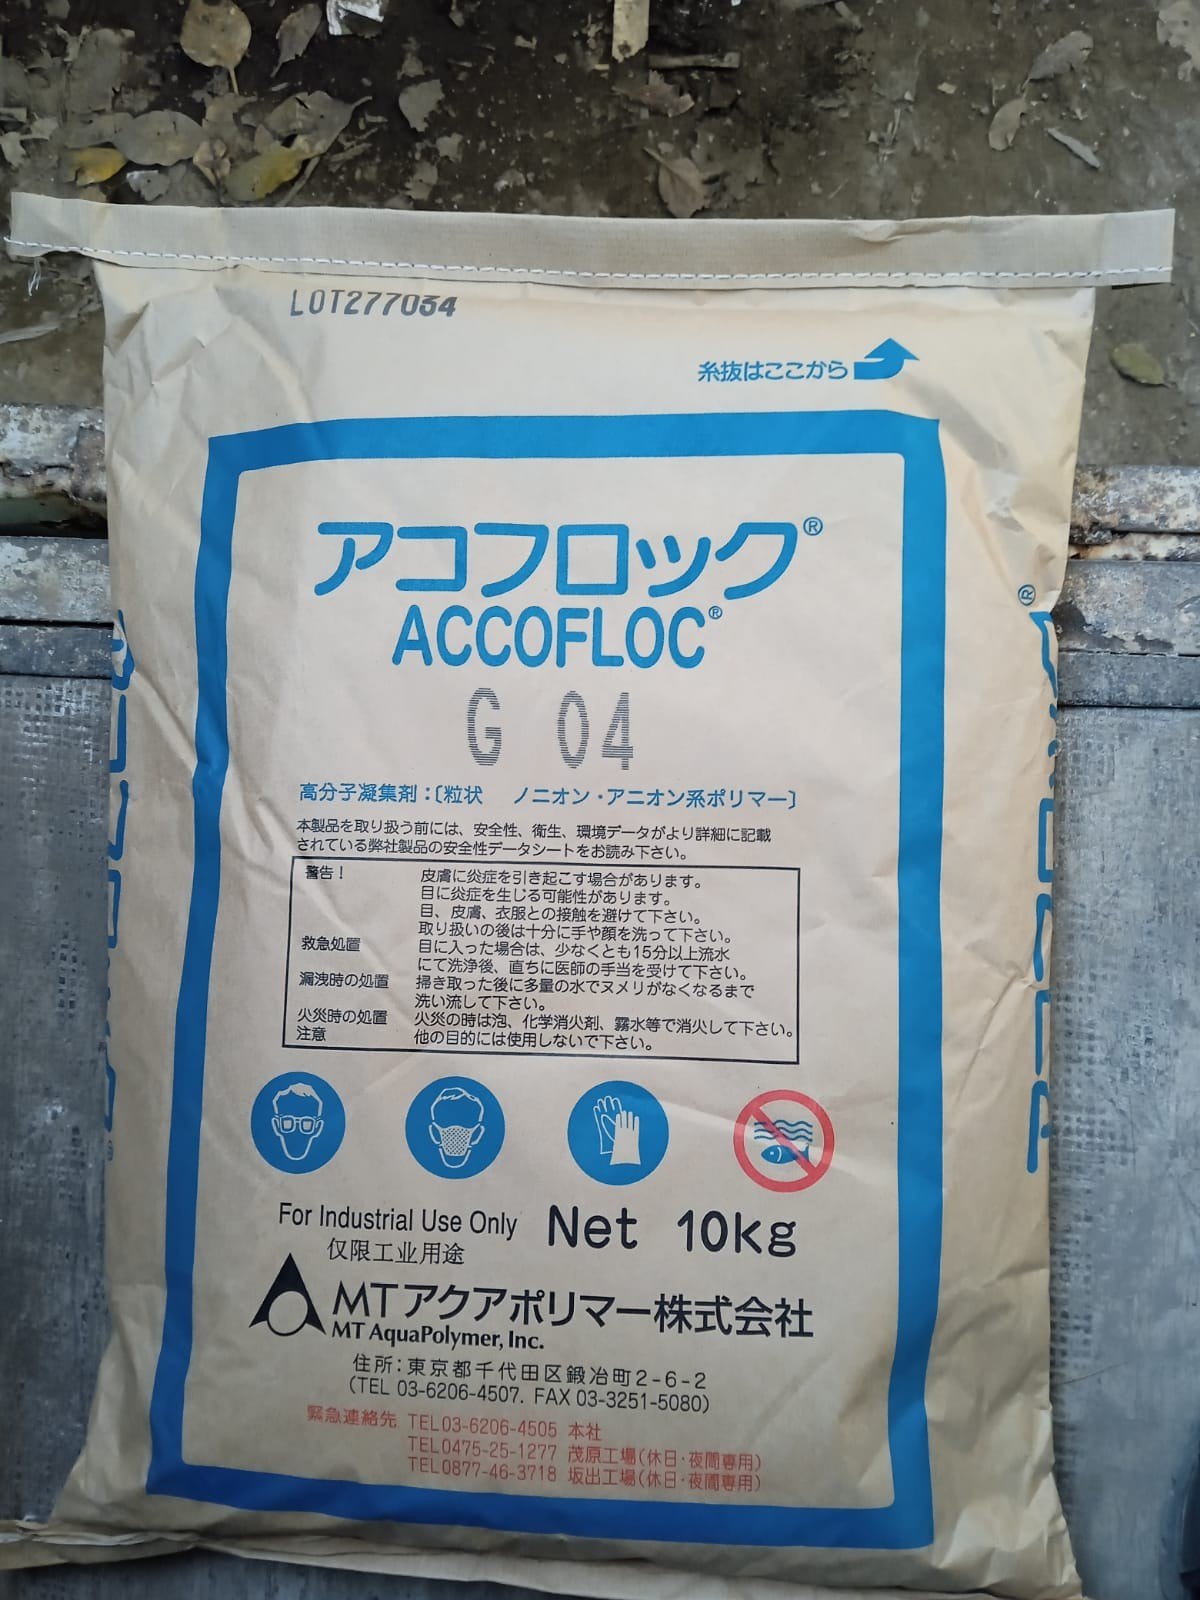 LOT277034
糸抜はここから
アコフロック®
ACCOFLOC®
G 04
高分子凝集剤：〔粒状　ノニオン・アニオン系ポリマー〕
本製品を取り扱う前には、安全性、衛生、環境データがより詳細に記載
されている弊社製品の安全性データシートをお読み下さい。
警告！ 皮膚に炎症を引き起こす場合があります。
目に炎症を生じる可能性があります。
目、皮膚、衣服との接触を避けて下さい。
取り扱いの後は十分に手や顔を洗って下さい。
救急処置 目に入った場合は、少なくとも15分以上流水
にて洗浄後、直ちに医師の手当を受けて下さい。
漏洩時の処置 掃き取った後に多量の水でヌメリがなくなるまで
洗い流して下さい。
火災時の処置 火災の時は泡、化学消火剤、霧水等で消火して下さい。
注意 他の目的には使用しないで下さい。
For Industrial Use Only Net 10kg
仅限工业用途
MTアクアポリマー株式会社
MT AquaPolymer, Inc.
住所：東京都千代田区鍛冶町2-6-2
(TEL 03-6206-4507. FAX 03-3251-5080)
緊急連絡先 TEL03-6206-4505 本社
TEL0475-25-1277 茂原工場(休日・夜間専用)
TEL0877-46-3718 坂出工場(休日・夜間専用)